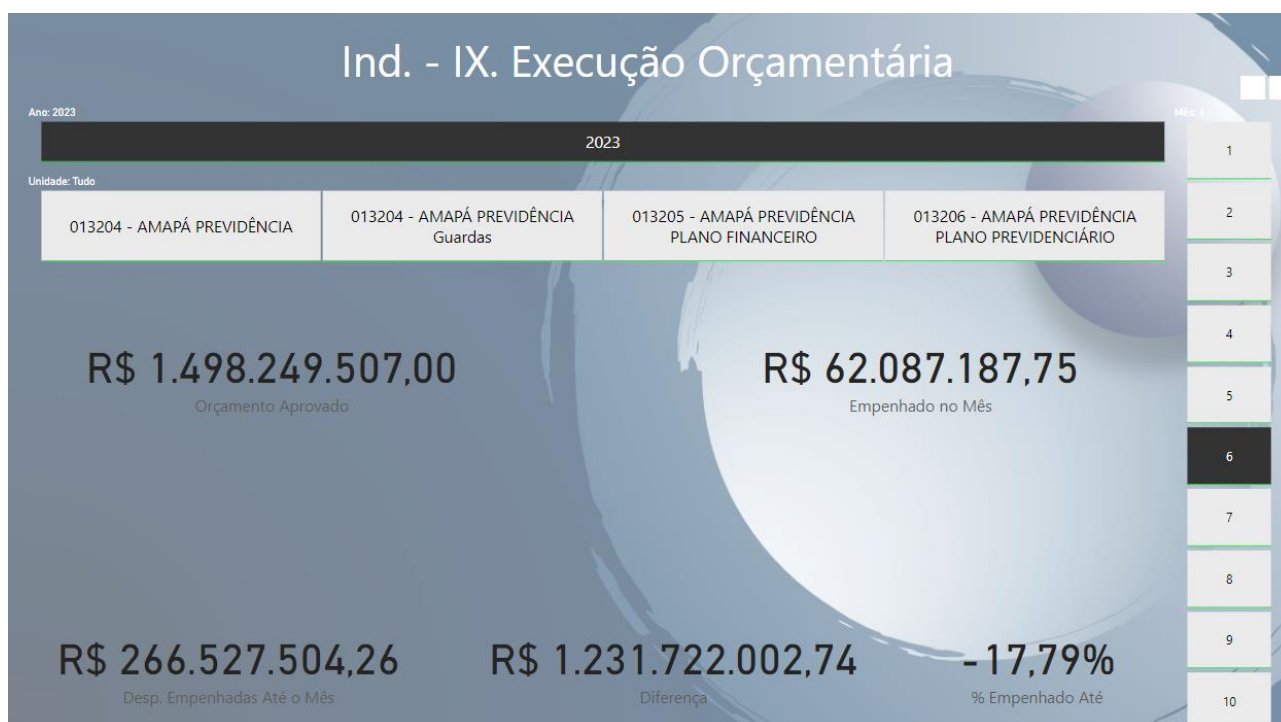 Ind. - IX. Execução Orçamentária
Ano: 2023
Mês: 6
2023
Unidade: Tudo
013204 - AMAPÁ PREVIDÊNCIA
013204 - AMAPÁ PREVIDÊNCIA
Guardas
013205 - AMAPÁ PREVIDÊNCIA
PLANO FINANCEIRO
013206 - AMAPÁ PREVIDÊNCIA
PLANO PREVIDENCIÁRIO
1
2
3
4
5
6
7
8
9
10
R$ 1.498.249.507,00
Orçamento Aprovado
R$ 62.087.187,75
Empenhado no Mês
R$ 266.527.504,26
Desp. Empenhadas Até o Mês
R$ 1.231.722.002,74
Diferença
-17,79%
% Empenhado Até